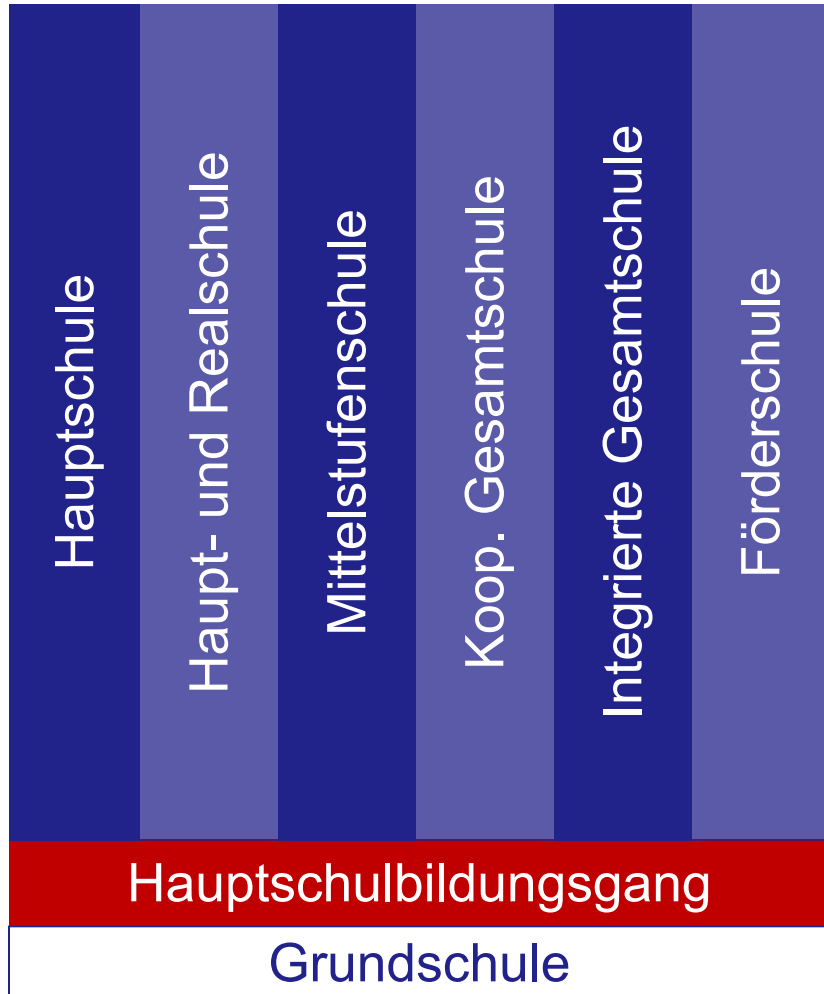 Hauptschule
Haupt- und Realschule
Mittelstufenschule
Koop. Gesamtschule
Integrierte Gesamtschule
Förderschule
Hauptschulbildungsgang
Grundschule